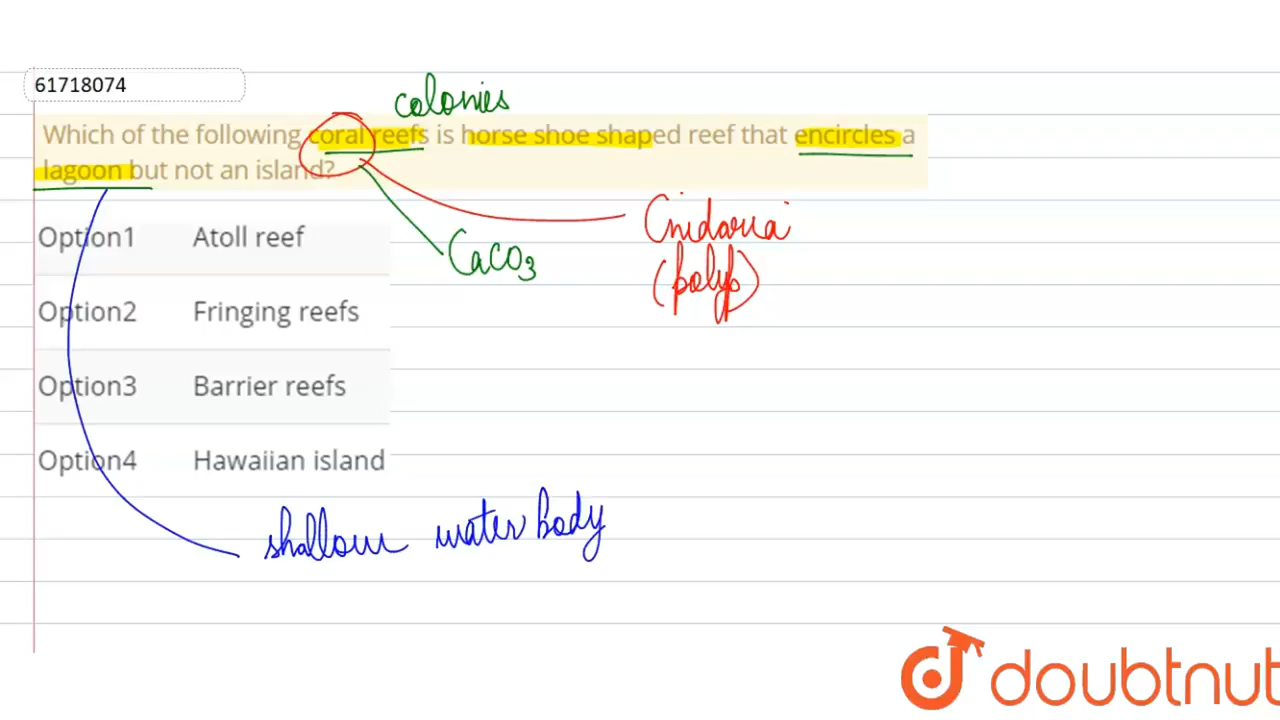 61718074
colonies
Which of the following coral reefs is horse shoe shaped reef that encircles a
lagoon but not an island?
Cnidaria
(polyp)
CaCO3
Option1 Atoll reef
Option2 Fringing reefs
Option3 Barrier reefs
Option4 Hawaiian island
shallow water body
doubtnut